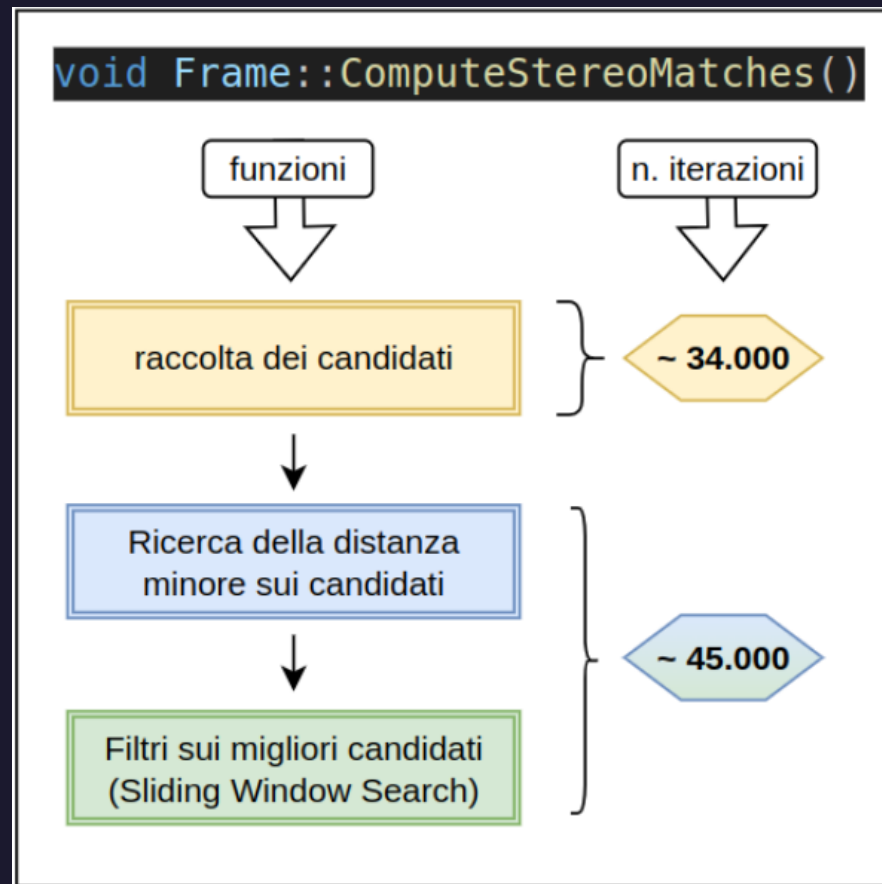 void Frame::ComputeStereoMatches()
funzioni
n. iterazioni
raccolta dei candidati
~ 34.000
Ricerca della distanza
minore sui candidati
~ 45.000
Filtri sui migliori candidati
(Sliding Window Search)